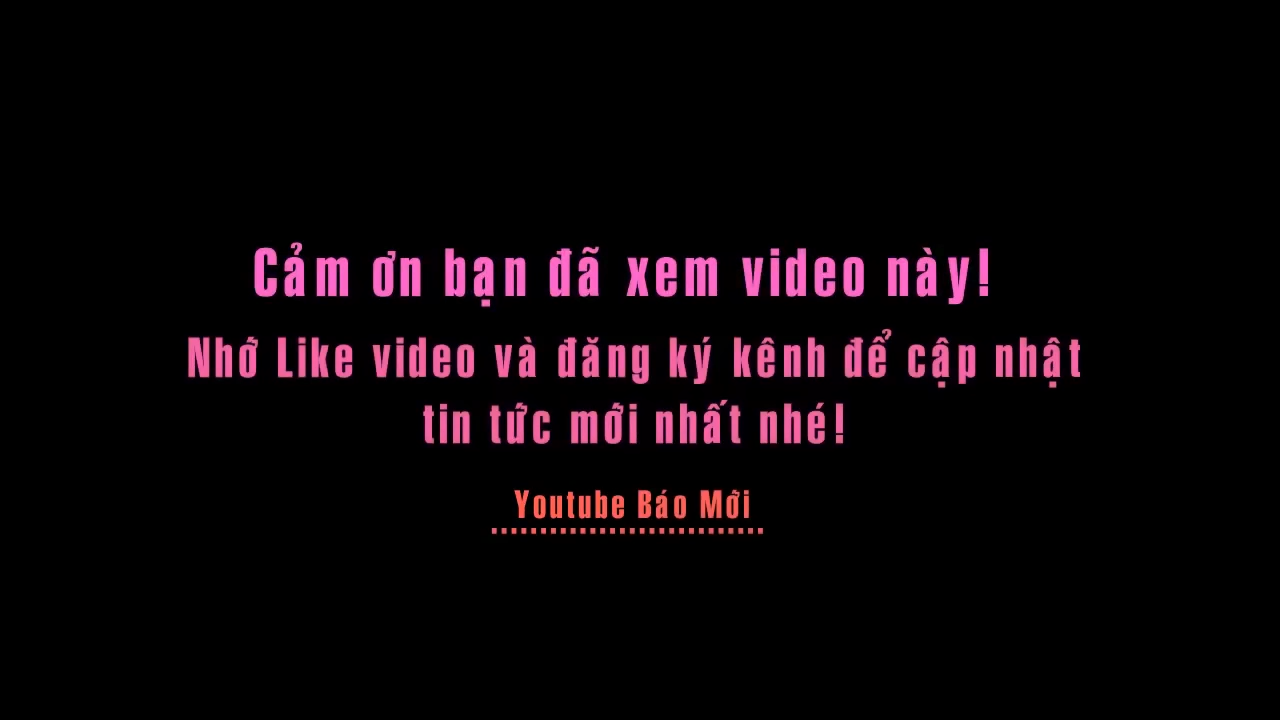 Cảm ơn bạn đã xem video này!
Nhớ Like video và đăng ký kênh để cập nhật
tin tức mới nhất nhé!
Youtube Báo Mới